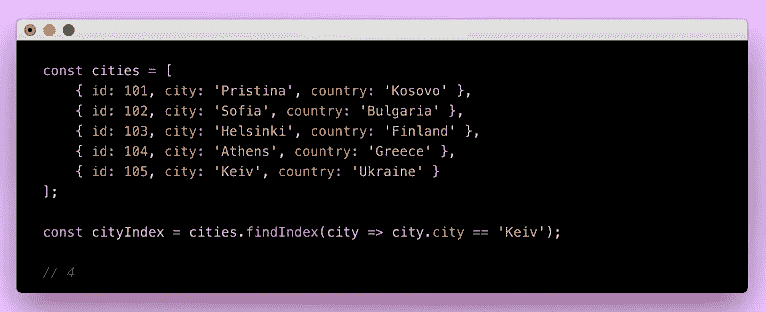 const cities = [
    { id: 101, city: 'Pristina', country: 'Kosovo' },
    { id: 102, city: 'Sofia', country: 'Bulgaria' },
    { id: 103, city: 'Helsinki', country: 'Finland' },
    { id: 104, city: 'Athens', country: 'Greece' },
    { id: 105, city: 'Keiv', country: 'Ukraine' }
];
const cityIndex = cities.findIndex(city => city.city == 'Keiv');
// 4